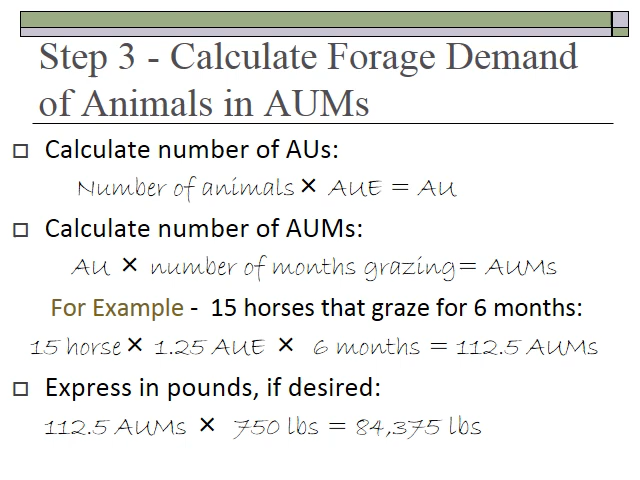 Step 3 - Calculate Forage Demand
of Animals in AUMs
Calculate number of AUs:
Number of animals × AUE = AU
Calculate number of AUMs:
AU × number of months grazing = AUMs
For Example - 15 horses that graze for 6 months:
15 horse × 1.25 AUE × 6 months = 112.5 AUMs
Express in pounds, if desired:
112.5 AUMs × 750 lbs = 84,375 lbs